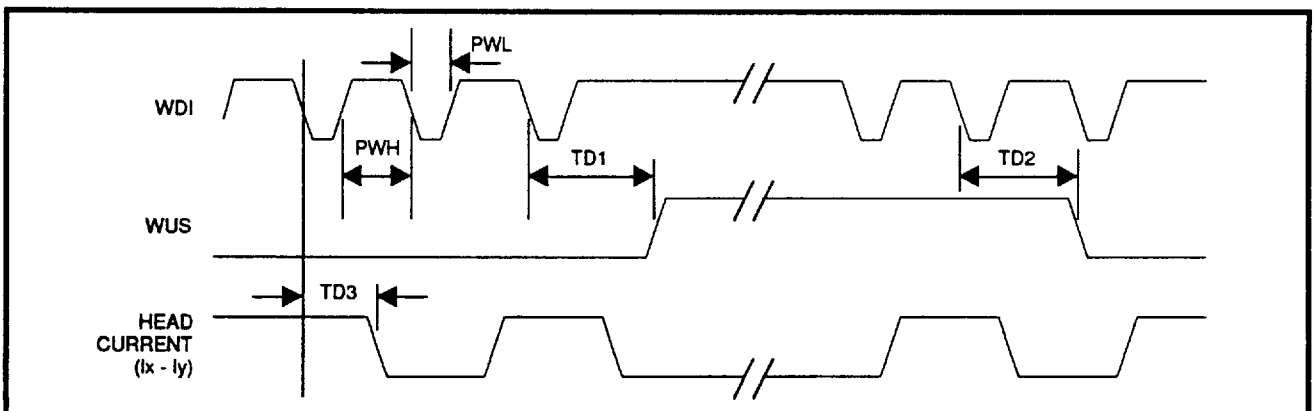 PWL
WDI
PWH
TD1
TD2
WUS
TD3
HEAD
CURRENT
(Ix - Iy)